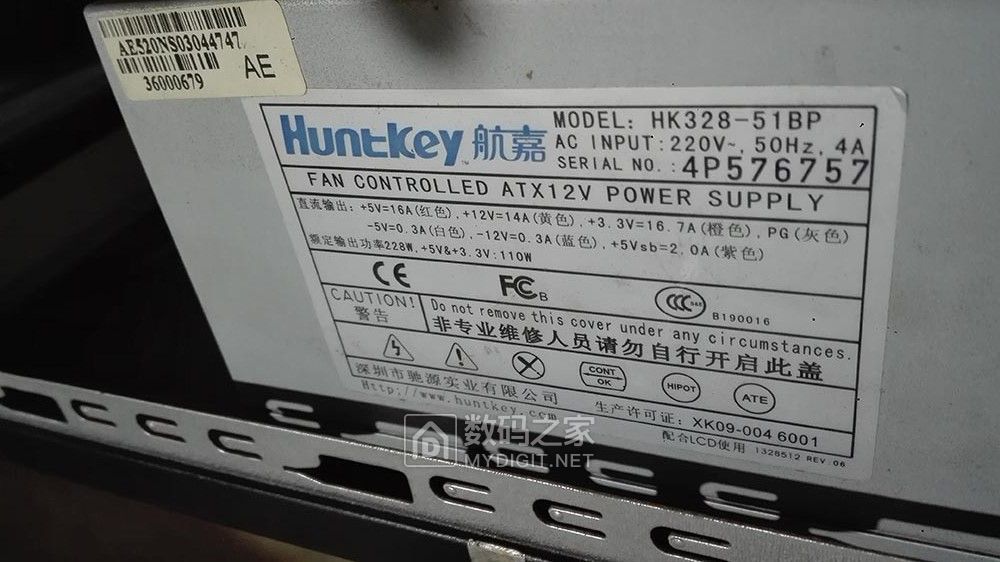 AE520NS03044747
36000679
AE
Huntkey 航嘉
MODEL: HK328-51BP
AC INPUT: 220V~, 50Hz, 4A
SERIAL NO.: 4P576757
FAN CONTROLLED ATX12V POWER SUPPLY
直流输出: +5V=16A(红色), +12V=14A(黄色), +3.3V=16.7A(橙色), PG(灰色)
-5V=0.3A(白色), -12V=0.3A(蓝色), +5Vsb=2.0A(紫色)
额定输出功率228W, +5V&+3.3V:110W
CE
FC B
CCC S&E
B190016
CAUTION!
警告
Do not remove this cover under any circumstances.
非专业维修人员请勿自行开启此盖
CONT
OK
HIPOT
ATE
深圳市驰源实业有限公司
生产许可证: XK09-004 6001
Http://www.huntkey.com
配合LCD使用 1328512 REV.06
数码之家
MYDIGIT.NET